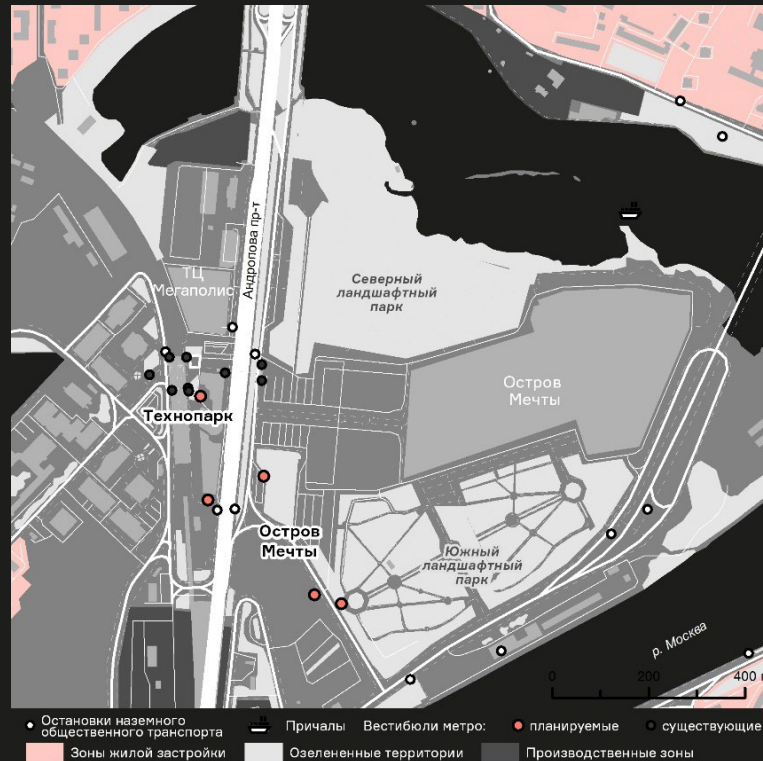 Андропова пр-т
ТЦ
Мегаполис
Северный
ландшафтный
парк
Остров
Мечты
Технопарк
Остров
Мечты
Южный
ландшафтный
парк
р. Москва
0 200 400 м
Остановки наземного
общественного транспорта
Причалы
Вестибюли метро:
планируемые
существующие
Зоны жилой застройки
Озелененные территории
Производственные зоны